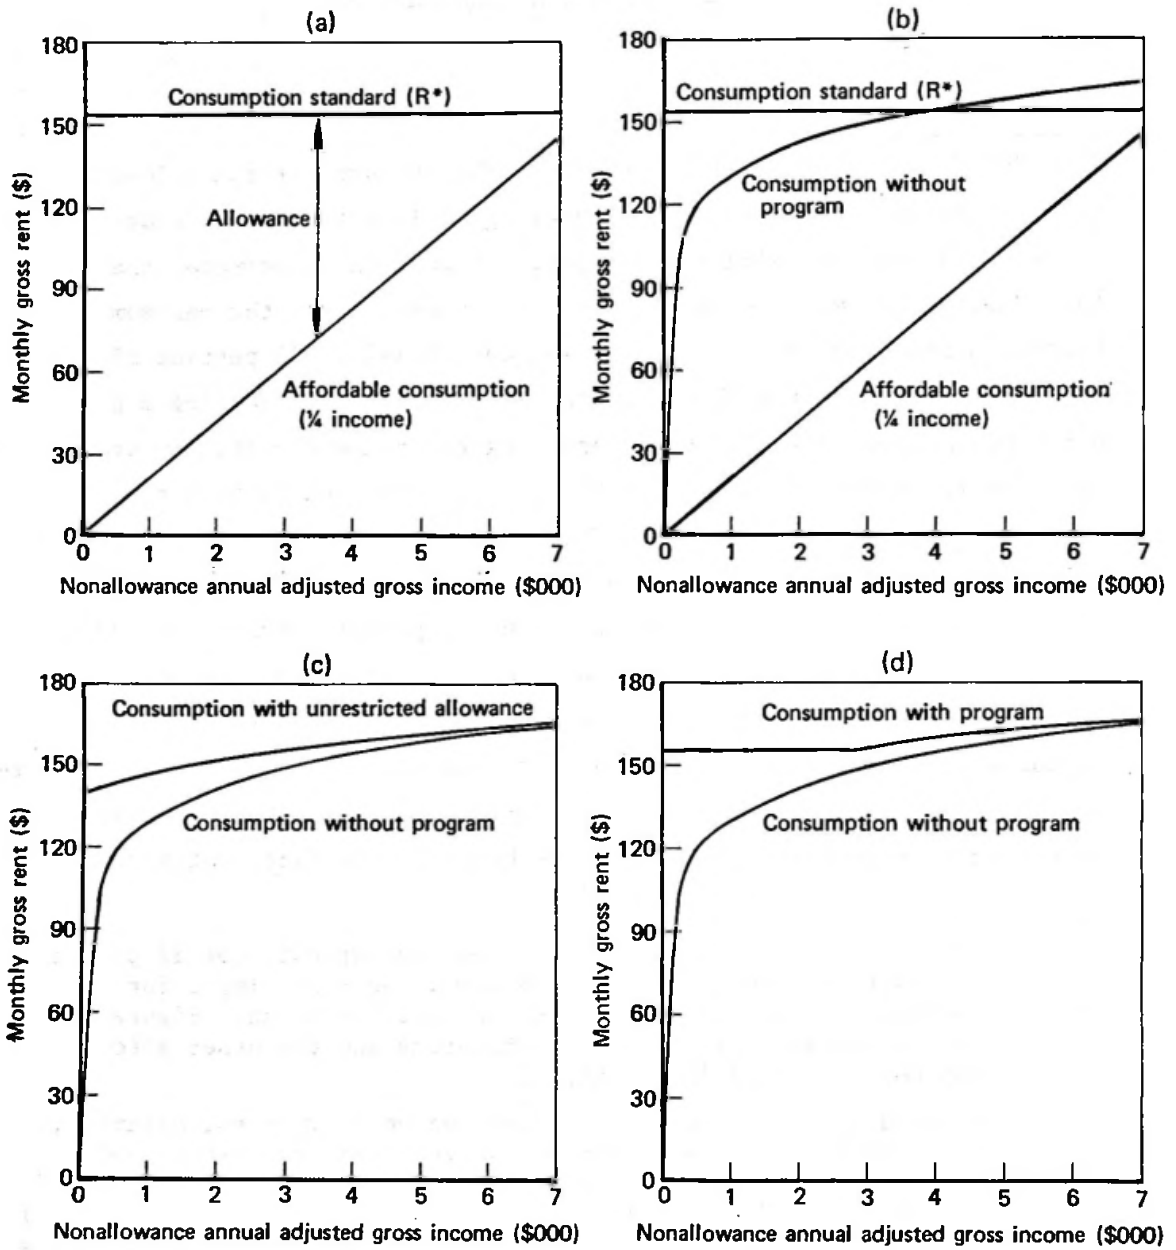 (a)
180
150
120
90
60
30
0
Monthly gross rent ($)
Consumption standard (R*)
Allowance
Affordable consumption
(¼ income)
0 1 2 3 4 5 6 7
Nonallowance annual adjusted gross income ($000)
(b)
180
150
120
90
60
30
0
Monthly gross rent ($)
Consumption standard (R*)
Consumption without
program
Affordable consumption
(¼ income)
0 1 2 3 4 5 6 7
Nonallowance annual adjusted gross income ($000)
(c)
180
150
120
90
60
30
0
Monthly gross rent ($)
Consumption with unrestricted allowance
Consumption without program
0 1 2 3 4 5 6 7
Nonallowance annual adjusted gross income ($000)
(d)
180
150
120
90
60
30
0
Monthly gross rent ($)
Consumption with program
Consumption without program
0 1 2 3 4 5 6 7
Nonallowance annual adjusted gross income ($000)